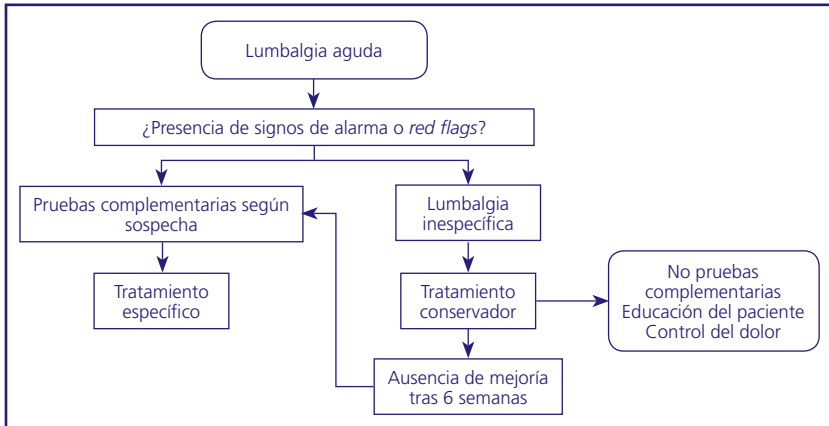 Lumbalgia aguda
¿Presencia de signos de alarma o red flags?
Pruebas complementarias según
sospecha
Lumbalgia
inespecífica
Tratamiento
específico
Tratamiento
conservador
No pruebas
complementarias
Educación del paciente
Control del dolor
Ausencia de mejoría
tras 6 semanas